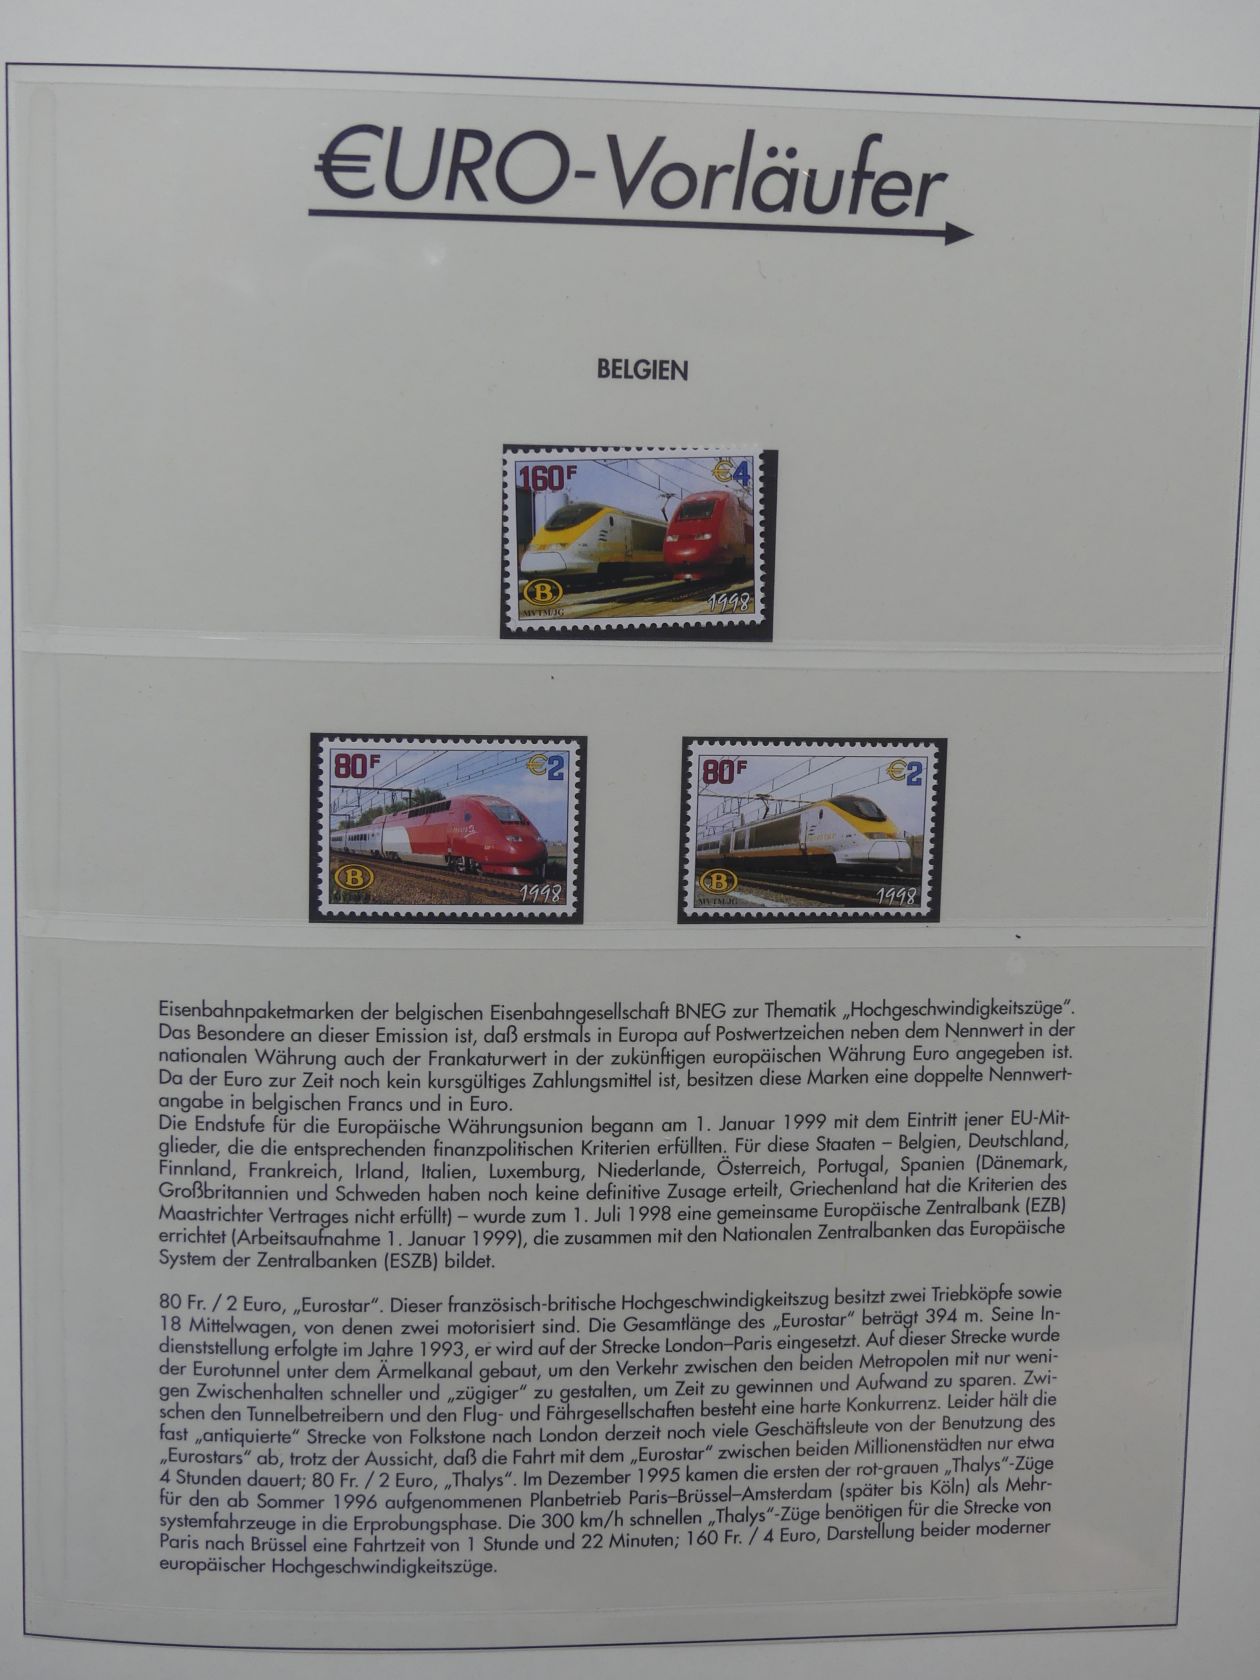 €URO-Vorläufer
BELGIEN
160F €4
B
MVTM/JG 1998
80F €2
B
1998
80F €2
B
MVTM/JG 1998
Eisenbahnpaketmarken der belgischen Eisenbahngesellschaft BNEG zur Thematik „Hochgeschwindigkeitszüge“.
Das Besondere an dieser Emission ist, daß erstmals in Europa auf Postwertzeichen neben dem Nennwert in der
nationalen Währung auch der Frankaturwert in der zukünftigen europäischen Währung Euro angegeben ist.
Da der Euro zur Zeit noch kein kursgültiges Zahlungsmittel ist, besitzen diese Marken eine doppelte Nennwert-
angabe in belgischen Francs und in Euro.
Die Endstufe für die Europäische Währungsunion begann am 1. Januar 1999 mit dem Eintritt jener EU-Mit-
glieder, die die entsprechenden finanzpolitischen Kriterien erfüllten. Für diese Staaten – Belgien, Deutschland,
Finnland, Frankreich, Irland, Italien, Luxemburg, Niederlande, Österreich, Portugal, Spanien (Dänemark,
Großbritannien und Schweden haben noch keine definitive Zusage erteilt, Griechenland hat die Kriterien des
Maastrichter Vertrages nicht erfüllt) – wurde zum 1. Juli 1998 eine gemeinsame Europäische Zentralbank (EZB)
errichtet (Arbeitsaufnahme 1. Januar 1999), die zusammen mit den Nationalen Zentralbanken das Europäische
System der Zentralbanken (ESZB) bildet.
80 Fr. / 2 Euro, „Eurostar“. Dieser französisch-britische Hochgeschwindigkeitszug besitzt zwei Triebköpfe sowie
18 Mittelwagen, von denen zwei motorisiert sind. Die Gesamtlänge des „Eurostar“ beträgt 394 m. Seine In-
dienststellung erfolgte im Jahre 1993, er wird auf der Strecke London–Paris eingesetzt. Auf dieser Strecke wurde
der Eurotunnel unter dem Ärmelkanal gebaut, um den Verkehr zwischen den beiden Metropolen mit nur weni-
gen Zwischenhalten schneller und „zügiger“ zu gestalten, um Zeit zu gewinnen und Aufwand zu sparen. Zwi-
schen den Tunnelbetreibern und den Flug- und Fährgesellschaften besteht eine harte Konkurrenz. Leider hält die
fast „antiquierte“ Strecke von Folkstone nach London derzeit noch viele Geschäftsleute von der Benutzung des
„Eurostars“ ab, trotz der Aussicht, daß die Fahrt mit dem „Eurostar“ zwischen beiden Millionenstädten nur etwa
4 Stunden dauert; 80 Fr. / 2 Euro, „Thalys“. Im Dezember 1995 kamen die ersten der rot-grauen „Thalys“-Züge
für den ab Sommer 1996 aufgenommenen Planbetrieb Paris–Brüssel–Amsterdam (später bis Köln) als Mehr-
systemfahrzeuge in die Erprobungsphase. Die 300 km/h schnellen „Thalys“-Züge benötigen für die Strecke von
Paris nach Brüssel eine Fahrtzeit von 1 Stunde und 22 Minuten; 160 Fr. / 4 Euro, Darstellung beider moderner
europäischer Hochgeschwindigkeitszüge.